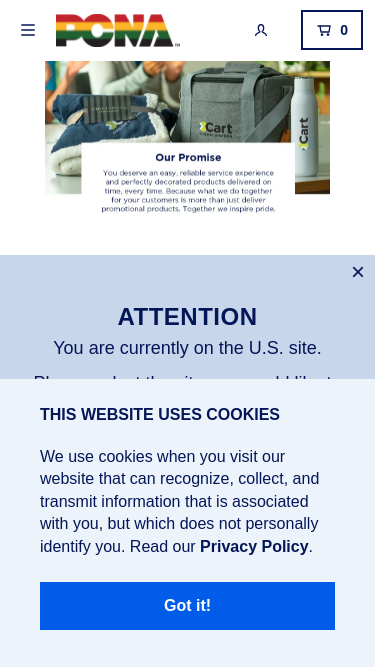 PCNA™
0
xCart
xCart
Our Promise
You deserve an easy, reliable service experience
and perfectly decorated products delivered on
time, every time. Because what we do together
for your customers is more than just deliver
promotional products. Together we inspire pride.
ATTENTION
You are currently on the U.S. site.
THIS WEBSITE USES COOKIES
We use cookies when you visit our
website that can recognize, collect, and
transmit information that is associated
with you, but which does not personally
identify you. Read our Privacy Policy.
Got it!